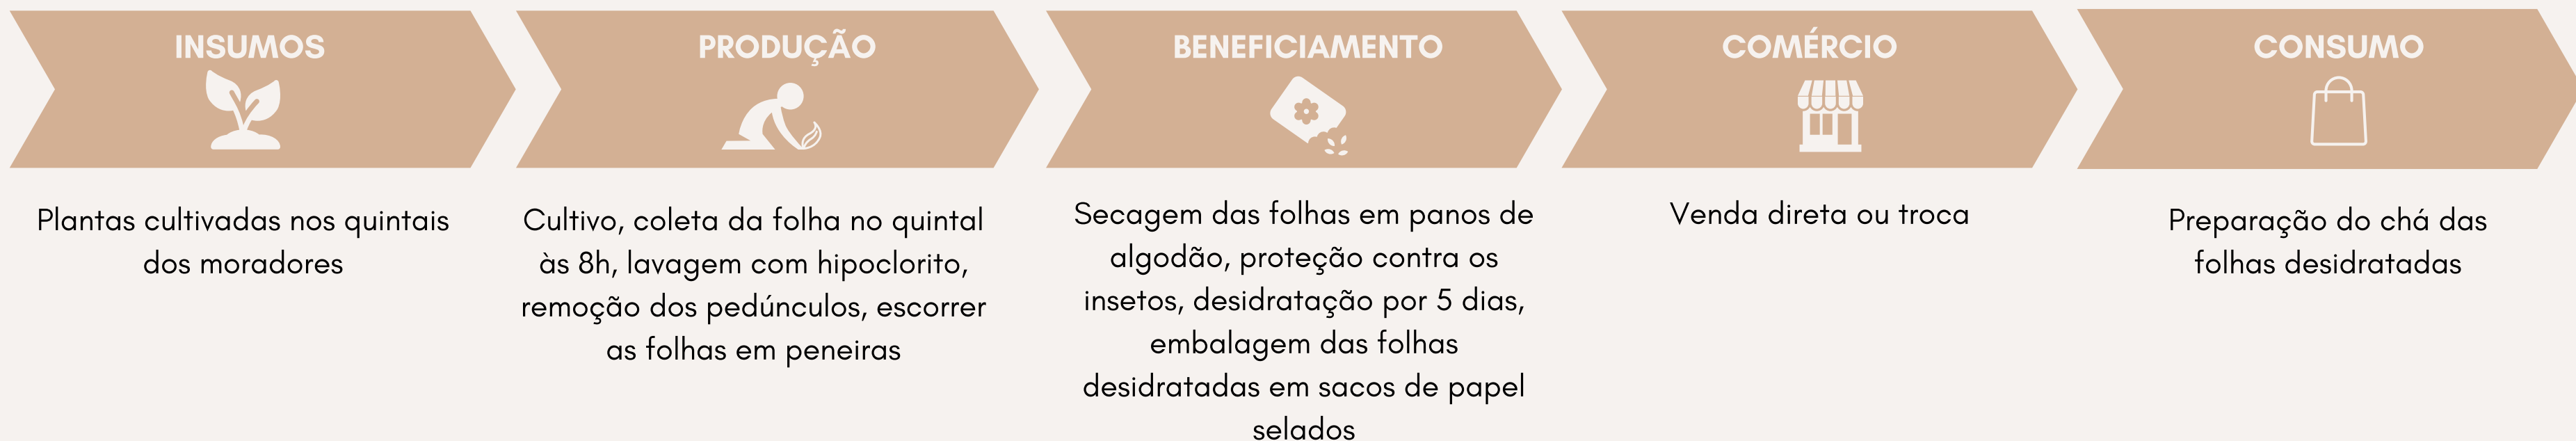 INSUMOS
Plantas cultivadas nos quintais
dos moradores
PRODUÇÃO
Cultivo, coleta da folha no quintal
às 8h, lavagem com hipoclorito,
remoção dos pedúnculos, escorrer
as folhas em peneiras
BENEFICIAMENTO
Secagem das folhas em panos de
algodão, proteção contra os
insetos, desidratação por 5 dias,
embalagem das folhas
desidratadas em sacos de papel
selados
COMÉRCIO
Venda direta ou troca
CONSUMO
Preparação do chá das
folhas desidratadas